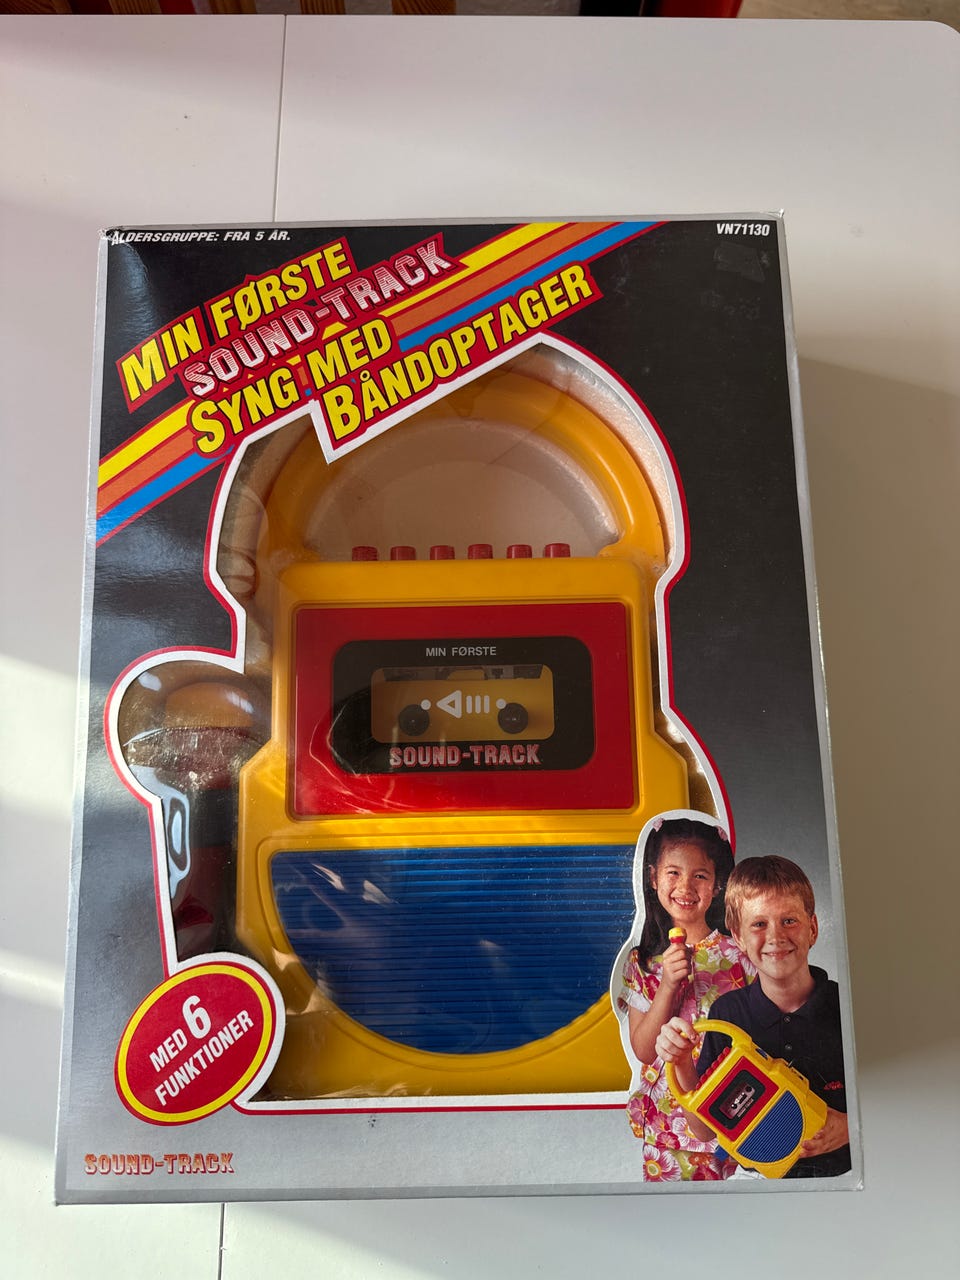 ALDERSGRUPPE: FRA 5 ÅR.
VN71130
MIN FØRSTE
SOUND-TRACK
SYNG MED
BÅNDOPTAGER
MIN FØRSTE
SOUND-TRACK
MED 6
FUNKTIONER
SOUND-TRACK